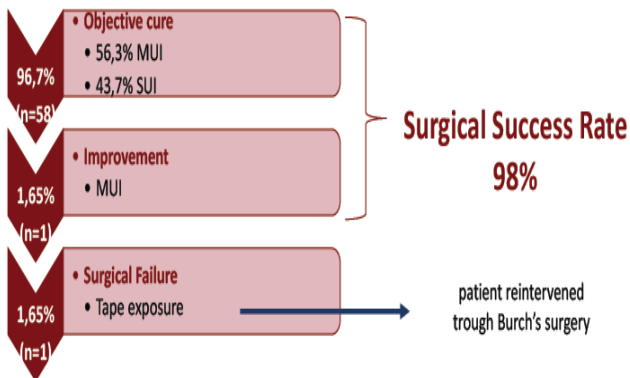 • Objective cure
• 56,3% MUI
• 43,7% SUI
96,7%
(n=58)
• Improvement
• MUI
1,65%
(n=1)
• Surgical Failure
• Tape exposure
1,65%
(n=1)
Surgical Success Rate
98%
patient reintervened
trough Burch's surgery